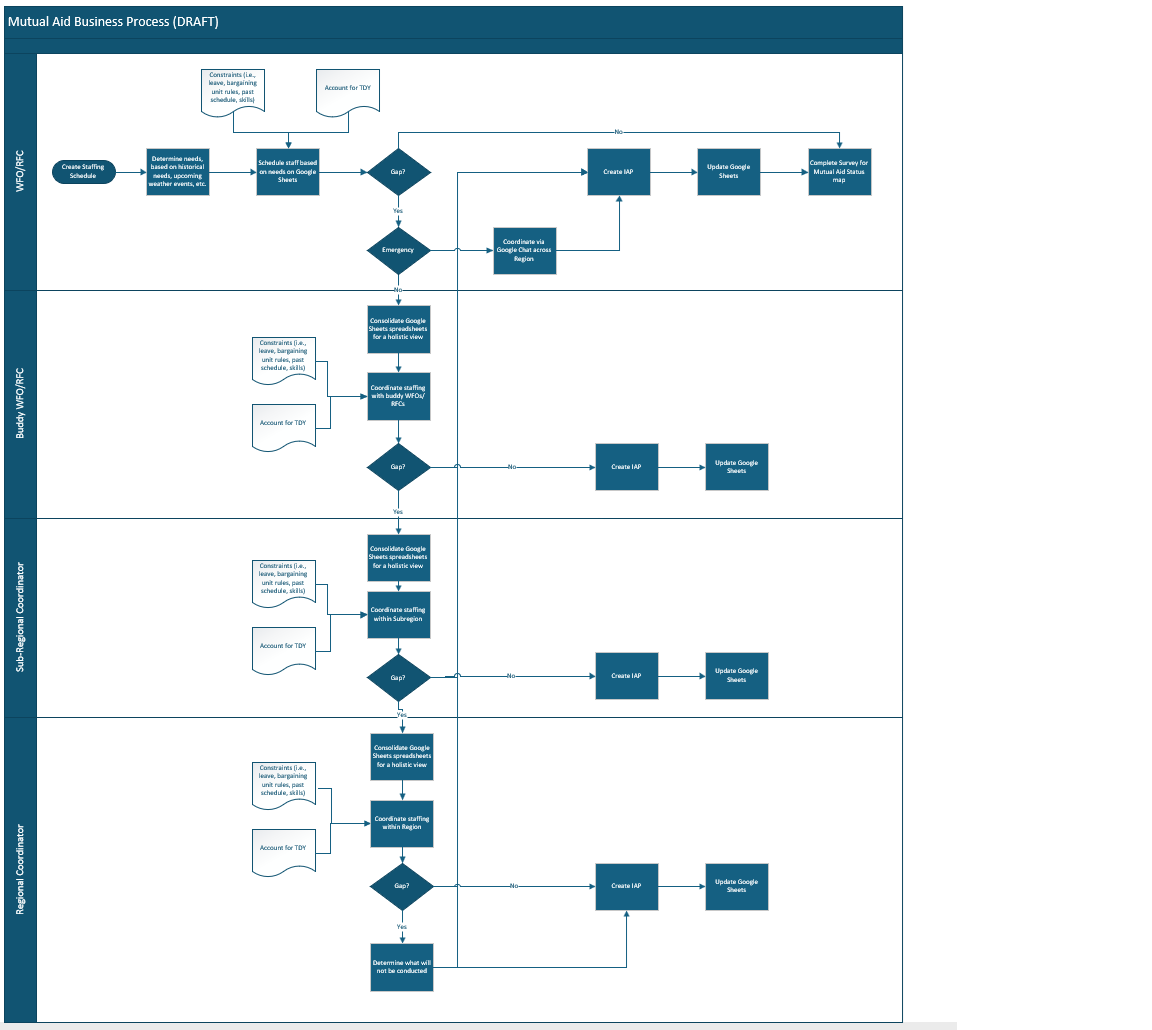 Mutual Aid Business Process (DRAFT)
WFO/RFC
Constraints (i.e.,
leave, bargaining
unit rules, past
schedule, skills)
Account for TDY
No
Create Staffing
Schedule
Determine needs,
based on historical
needs, upcoming
weather events, etc.
Schedule staff based
on needs on Google
Sheets
Gap?
Create IAP
Update Google
Sheets
Complete Survey for
Mutual Aid Status
map
Yes
Emergency
Coordinate via
Google Chat across
Region
No
Buddy WFO/RFC
Consolidate Google
Sheets spreadsheets
for a holistic view
Constraints (i.e.,
leave, bargaining
unit rules, past
schedule, skills)
Coordinate staffing
with buddy WFOs/
RFCs
Account for TDY
Gap?
No
Create IAP
Update Google
Sheets
Yes
Sub-Regional Coordinator
Consolidate Google
Sheets spreadsheets
for a holistic view
Constraints (i.e.,
leave, bargaining
unit rules, past
schedule, skills)
Coordinate staffing
within Subregion
Account for TDY
Gap?
No
Create IAP
Update Google
Sheets
Yes
Regional Coordinator
Consolidate Google
Sheets spreadsheets
for a holistic view
Constraints (i.e.,
leave, bargaining
unit rules, past
schedule, skills)
Coordinate staffing
within Region
Account for TDY
Gap?
No
Create IAP
Update Google
Sheets
Yes
Determine what will
not be conducted